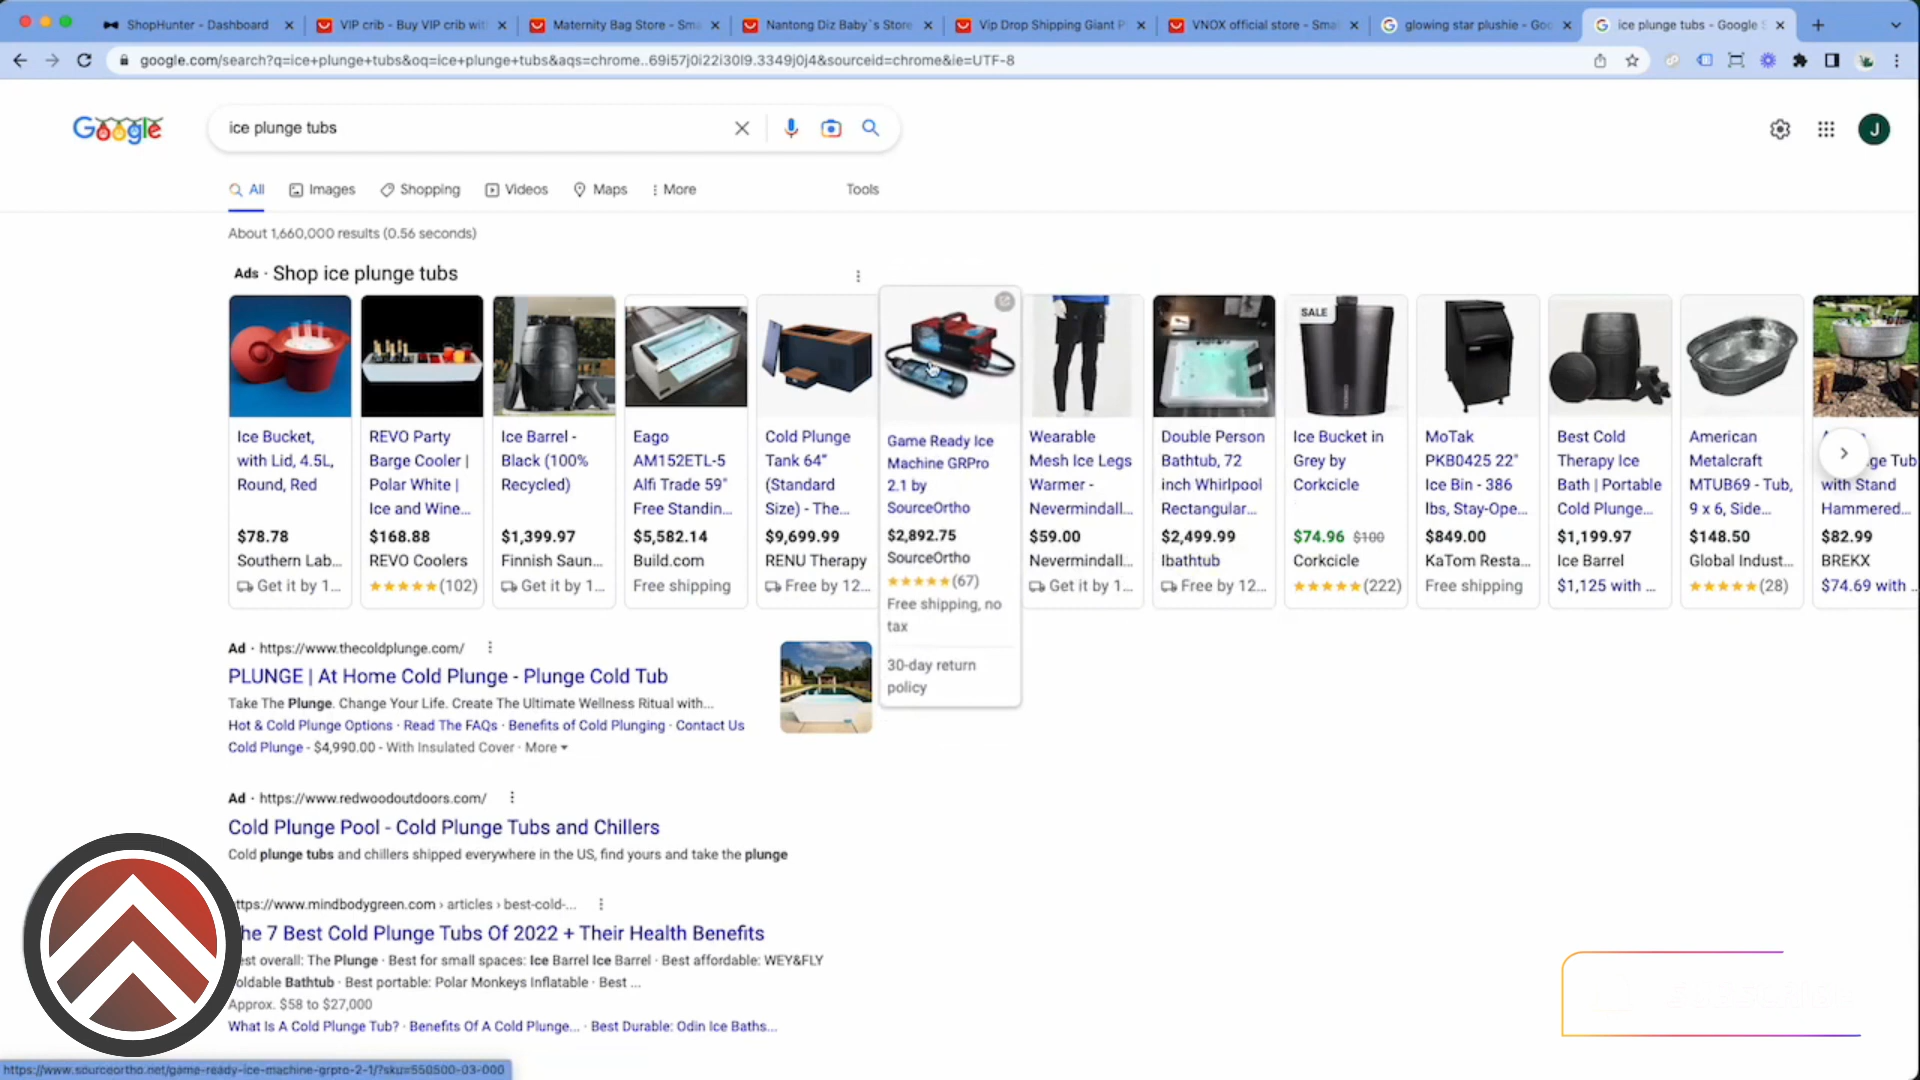 ShopHunter - Dashboard
VIP crib - Buy VIP crib wit
Maternity Bag Store - Sma
Nantong Diz Baby`s Store
Vip Drop Shipping Giant P
VNOX official store - Smal
glowing star plushie - Goo
ice plunge tubs - Google S
google.com/search?q=ice+plunge+tubs&oq=ice+plunge+tubs&aqs=chrome..69i57j0i22i30l9.3349j0j4&sourceid=chrome&ie=UTF-8
Google
ice plunge tubs
J
All
Images
Shopping
Videos
Maps
More
Tools
About 1,660,000 results (0.56 seconds)
Ads · Shop ice plunge tubs
Ice Bucket,
with Lid, 4.5L,
Round, Red
$78.78
Southern Lab...
Get it by 1...
REVO Party
Barge Cooler |
Polar White |
Ice and Wine...
$168.88
REVO Coolers
(102)
Ice Barrel -
Black (100%
Recycled)
$1,399.97
Finnish Saun...
Get it by 1...
Eago
AM152ETL-5
Alfi Trade 59"
Free Standin...
$5,582.14
Build.com
Free shipping
Cold Plunge
Tank 64"
(Standard
Size) - The...
$9,699.99
RENU Therapy
Free by 12...
Game Ready Ice
Machine GRPro
2.1 by
SourceOrtho
$2,892.75
SourceOrtho
(67)
Free shipping, no
tax
30-day return
policy
Wearable
Mesh Ice Legs
Warmer -
Nevermindall...
$59.00
Nevermindall...
Get it by 1...
Double Person
Bathtub, 72
inch Whirlpool
Rectangular...
$2,499.99
Ibathtub
Free by 12...
SALE
Ice Bucket in
Grey by
Corkcicle
$74.96 $100
Corkcicle
(222)
MoTak
PKB0425 22"
Ice Bin - 386
lbs, Stay-Ope...
$849.00
KaTom Resta...
Free shipping
Best Cold
Therapy Ice
Bath | Portable
Cold Plunge...
$1,199.97
Ice Barrel
$1,125 with ...
American
Metalcraft
MTUB69 - Tub,
9 x 6, Side...
$148.50
Global Indust...
(28)
ge Tub
with Stand
Hammered...
$82.99
BREKX
$74.69 with ..
Ad · https://www.thecoldplunge.com/
PLUNGE | At Home Cold Plunge - Plunge Cold Tub
Take The Plunge. Change Your Life. Create The Ultimate Wellness Ritual with...
Hot & Cold Plunge Options · Read The FAQs · Benefits of Cold Plunging · Contact Us
Cold Plunge - $4,990.00 - With Insulated Cover · More
Ad · https://www.redwoodoutdoors.com/
Cold Plunge Pool - Cold Plunge Tubs and Chillers
Cold plunge tubs and chillers shipped everywhere in the US, find yours and take the plunge
ttps://www.mindbodygreen.com › articles › best-cold-...
he 7 Best Cold Plunge Tubs Of 2022 + Their Health Benefits
est overall: The Plunge · Best for small spaces: Ice Barrel Ice Barrel · Best affordable: WEY&FLY
oldable Bathtub · Best portable: Polar Monkeys Inflatable · Best ...
Approx. $58 to $27,000
What Is A Cold Plunge Tub? · Benefits Of A Cold Plunge... · Best Durable: Odin Ice Baths...
https://www.sourceortho.net/game-ready-ice-machine-grpro-2-1/?sku=550500-03-000